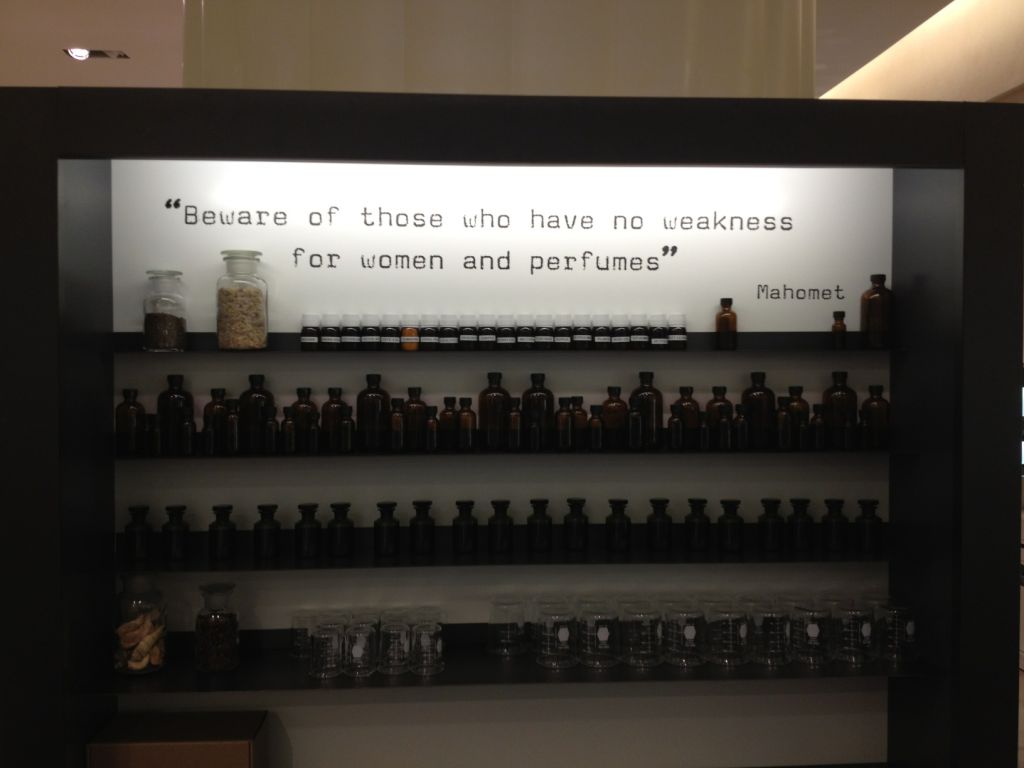 “Beware of those who have no weakness
for women and perfumes”
Mahomet